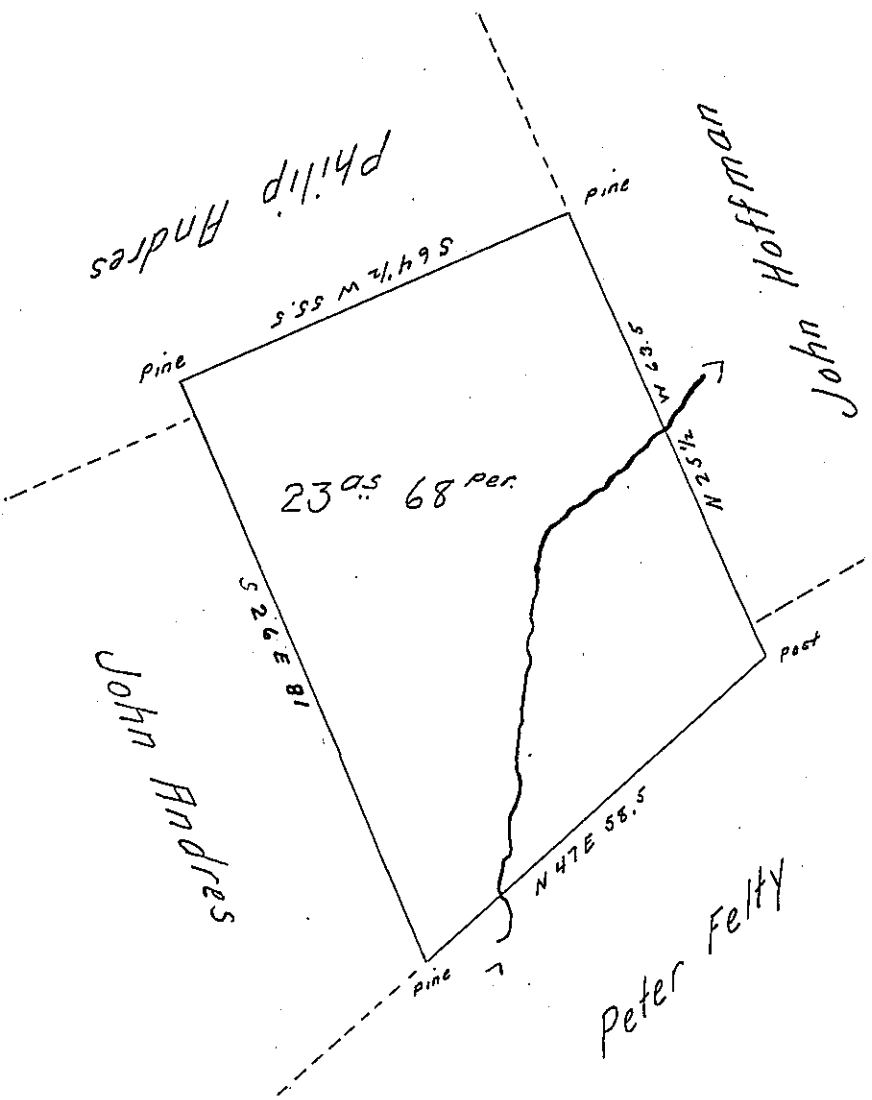 Philip Andres
John Hoffman
Pine
S 64 1/2 W 55.5
Pine
N 25 1/2 W 63.5
23 as 68 Per.
S 26 E 81
John Andres
Post
N 47 E 58.5
Pine
Peter Felty